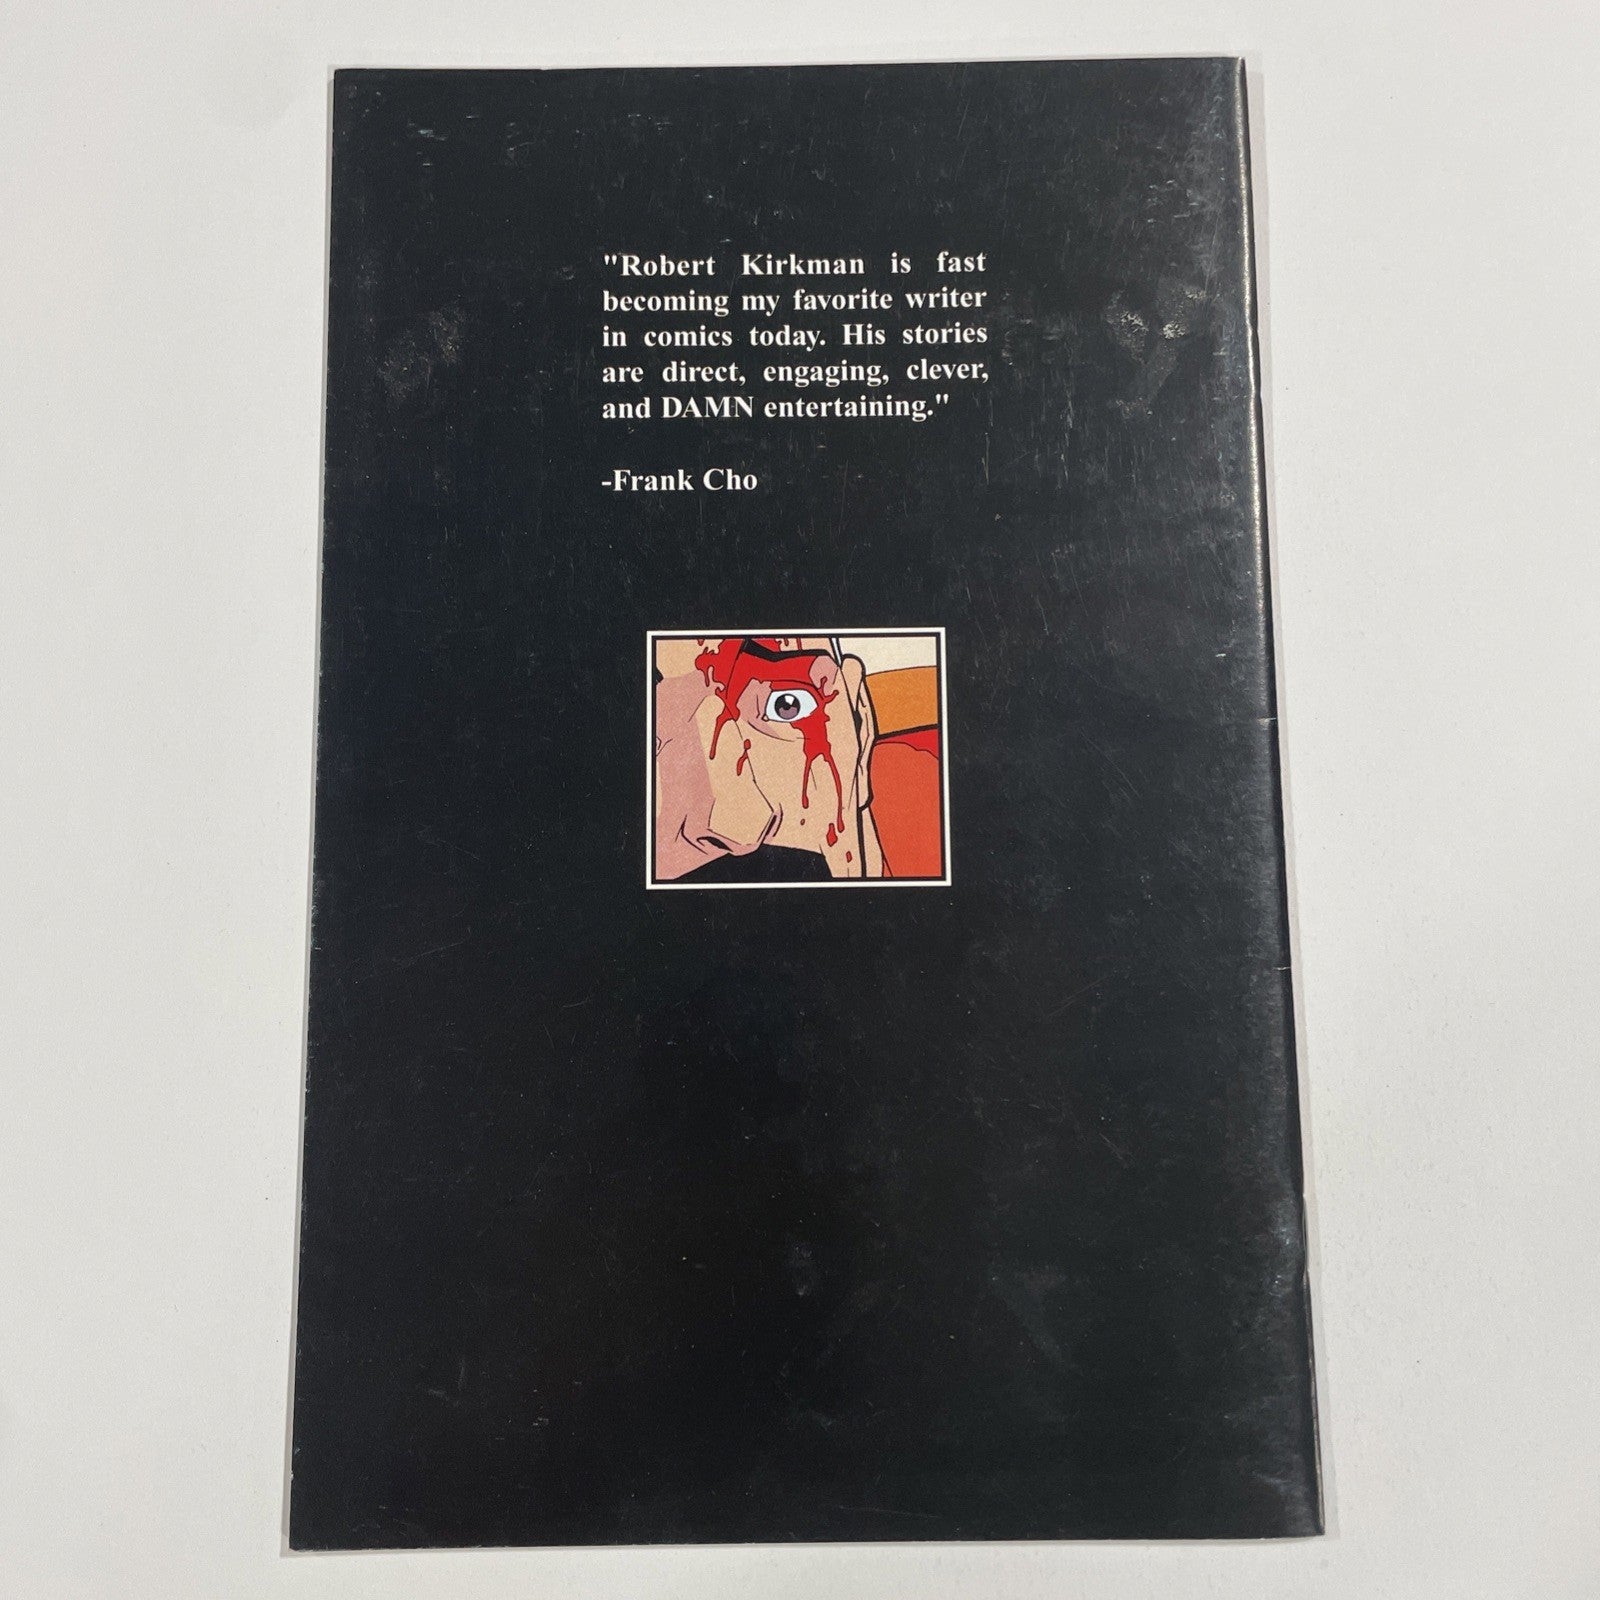 "Robert Kirkman is fast
becoming my favorite writer
in comics today. His stories
are direct, engaging, clever,
and DAMN entertaining."
-Frank Cho